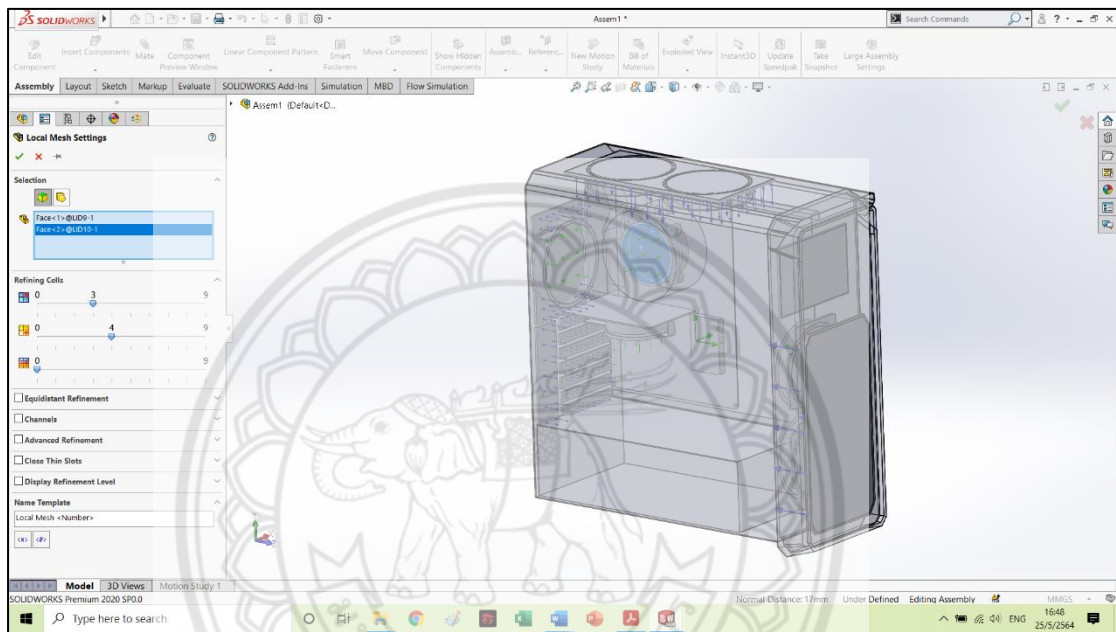 SOLIDWORKS
Assem1 *
Search Commands
Edit Component
Insert Components
Mate
Component Preview Window
Linear Component Pattern
Smart Fasteners
Move Component
Show Hidden Components
Assemb...
Referenc...
New Motion Study
Bill of Materials
Exploded View
Instant3D
Update Speedpak
Take Snapshot
Large Assembly Settings
Assembly Layout Sketch Markup Evaluate SOLIDWORKS Add-Ins Simulation MBD Flow Simulation
Assem1 (Default<D...
Local Mesh Settings
Selection
Face<1>@LID9-1
Face<2>@LID10-1
Refining Cells
0 3 9
0 4 9
0 9
Equidistant Refinement
Channels
Advanced Refinement
Close Thin Slots
Display Refinement Level
Name Template
Local Mesh <Number>
<X> <#>
Model 3D Views Motion Study 1
SOLIDWORKS Premium 2020 SP0.0
Normal Distance: 17mm Under Defined Editing Assembly MMGS
Type here to search
ENG
16:48
25/5/2564